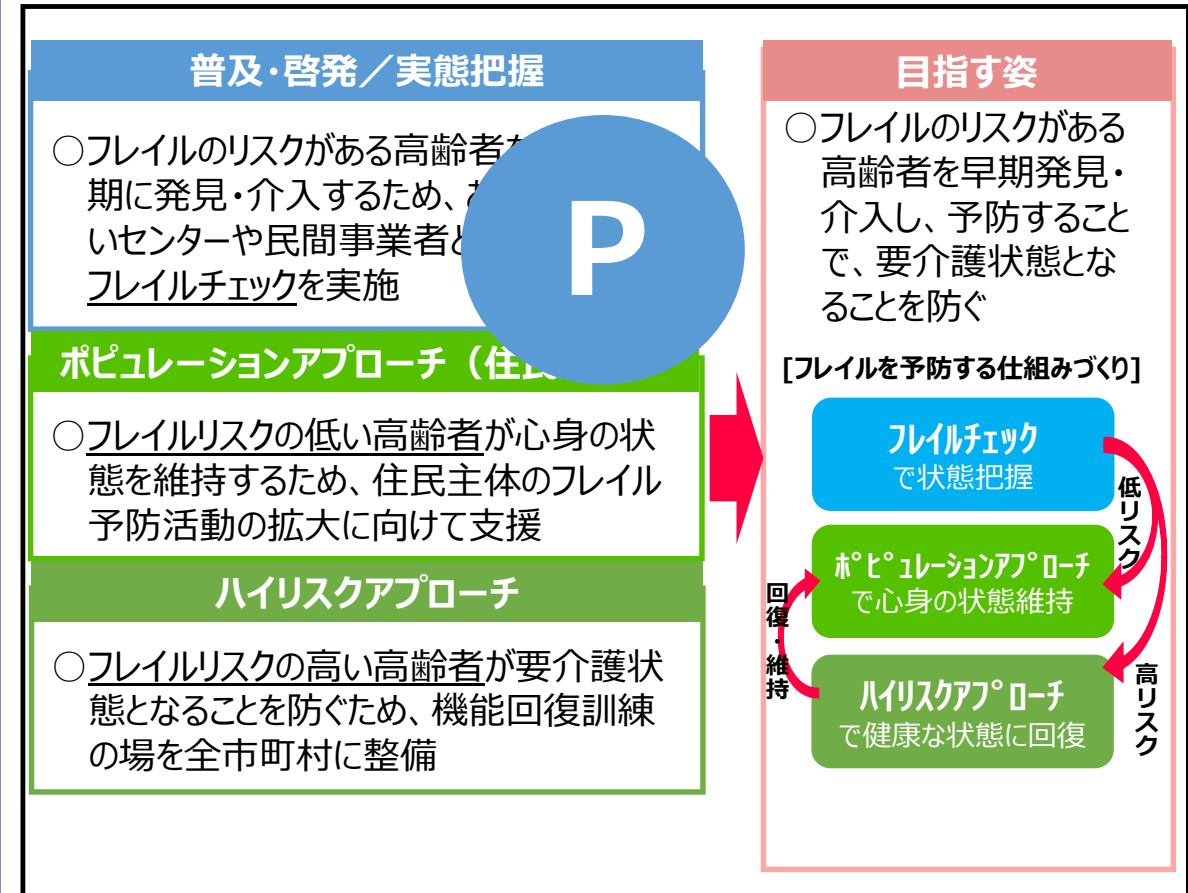 普及・啓発／実態把握
○フレイルのリスクがある高齢者
期に発見・介入するため、
いセンターや民間事業者
フレイルチェックを実施
P
ポピュレーションアプローチ（住
○フレイルリスクの低い高齢者が心身の状
態を維持するため、住民主体のフレイル
予防活動の拡大に向けて支援
ハイリスクアプローチ
○フレイルリスクの高い高齢者が要介護状
態となることを防ぐため、機能回復訓練
の場を全市町村に整備
目指す姿
○フレイルのリスクがある
高齢者を早期発見・
介入し、予防すること
で、要介護状態とな
ることを防ぐ
[フレイルを予防する仕組みづくり]
ﾌﾚｲﾙﾁｪｯｸ
で状態把握
低リスク
ﾎﾟﾋﾟｭﾚｰｼｮﾝｱﾌﾟﾛｰﾁ
で心身の状態維持
回復・維持
ﾊｲﾘｽｸｱﾌﾟﾛｰﾁ
で健康な状態に回復
高リスク